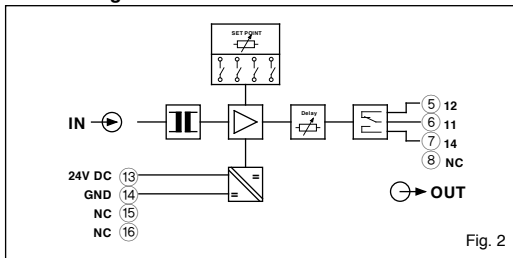 SET POINT
IN
Delay
5 12
6 11
7 14
8 NC
24V DC 13
GND 14
NC 15
NC 16
OUT
Fig. 2